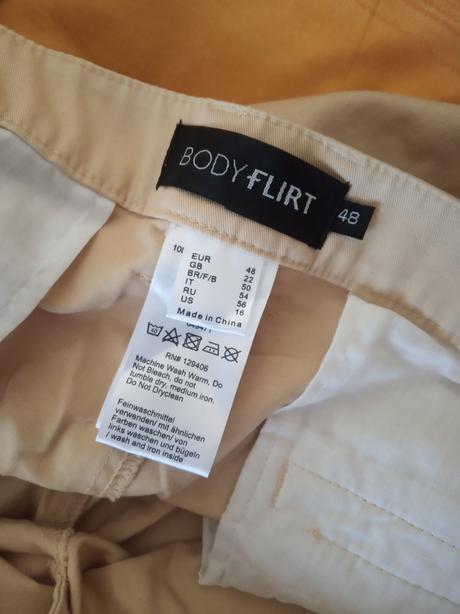 BODYFLIRT
48
EUR 48
GB 22
BR/F/B 50
IT 54
RU 56
US 16
Made in China
RN# 129406
Machine Wash Warm, Do
Not Bleach, do not
tumble dry, medium iron.
Do Not Dryclean
Feinwaschmittel
verwenden/ mit ähnlichen
Farben waschen/ von
links waschen und bügeln
/ wash and iron inside